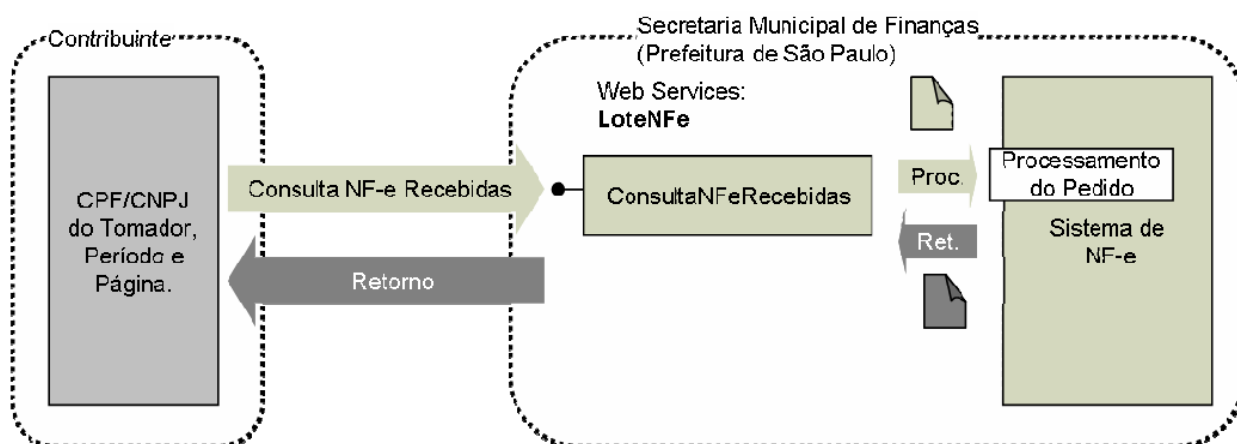 Contribuinte
Secretaria Municipal de Finanças
(Prefeitura de São Paulo)
Web Services:
LoteNFe
CPF/CNPJ
do Tomador,
Período e
Página.
Consulta NF-e Recebidas
Retorno
ConsultaNFeRecebidas
Proc.
Ret.
Processamento
do Pedido
Sistema de
NF-e